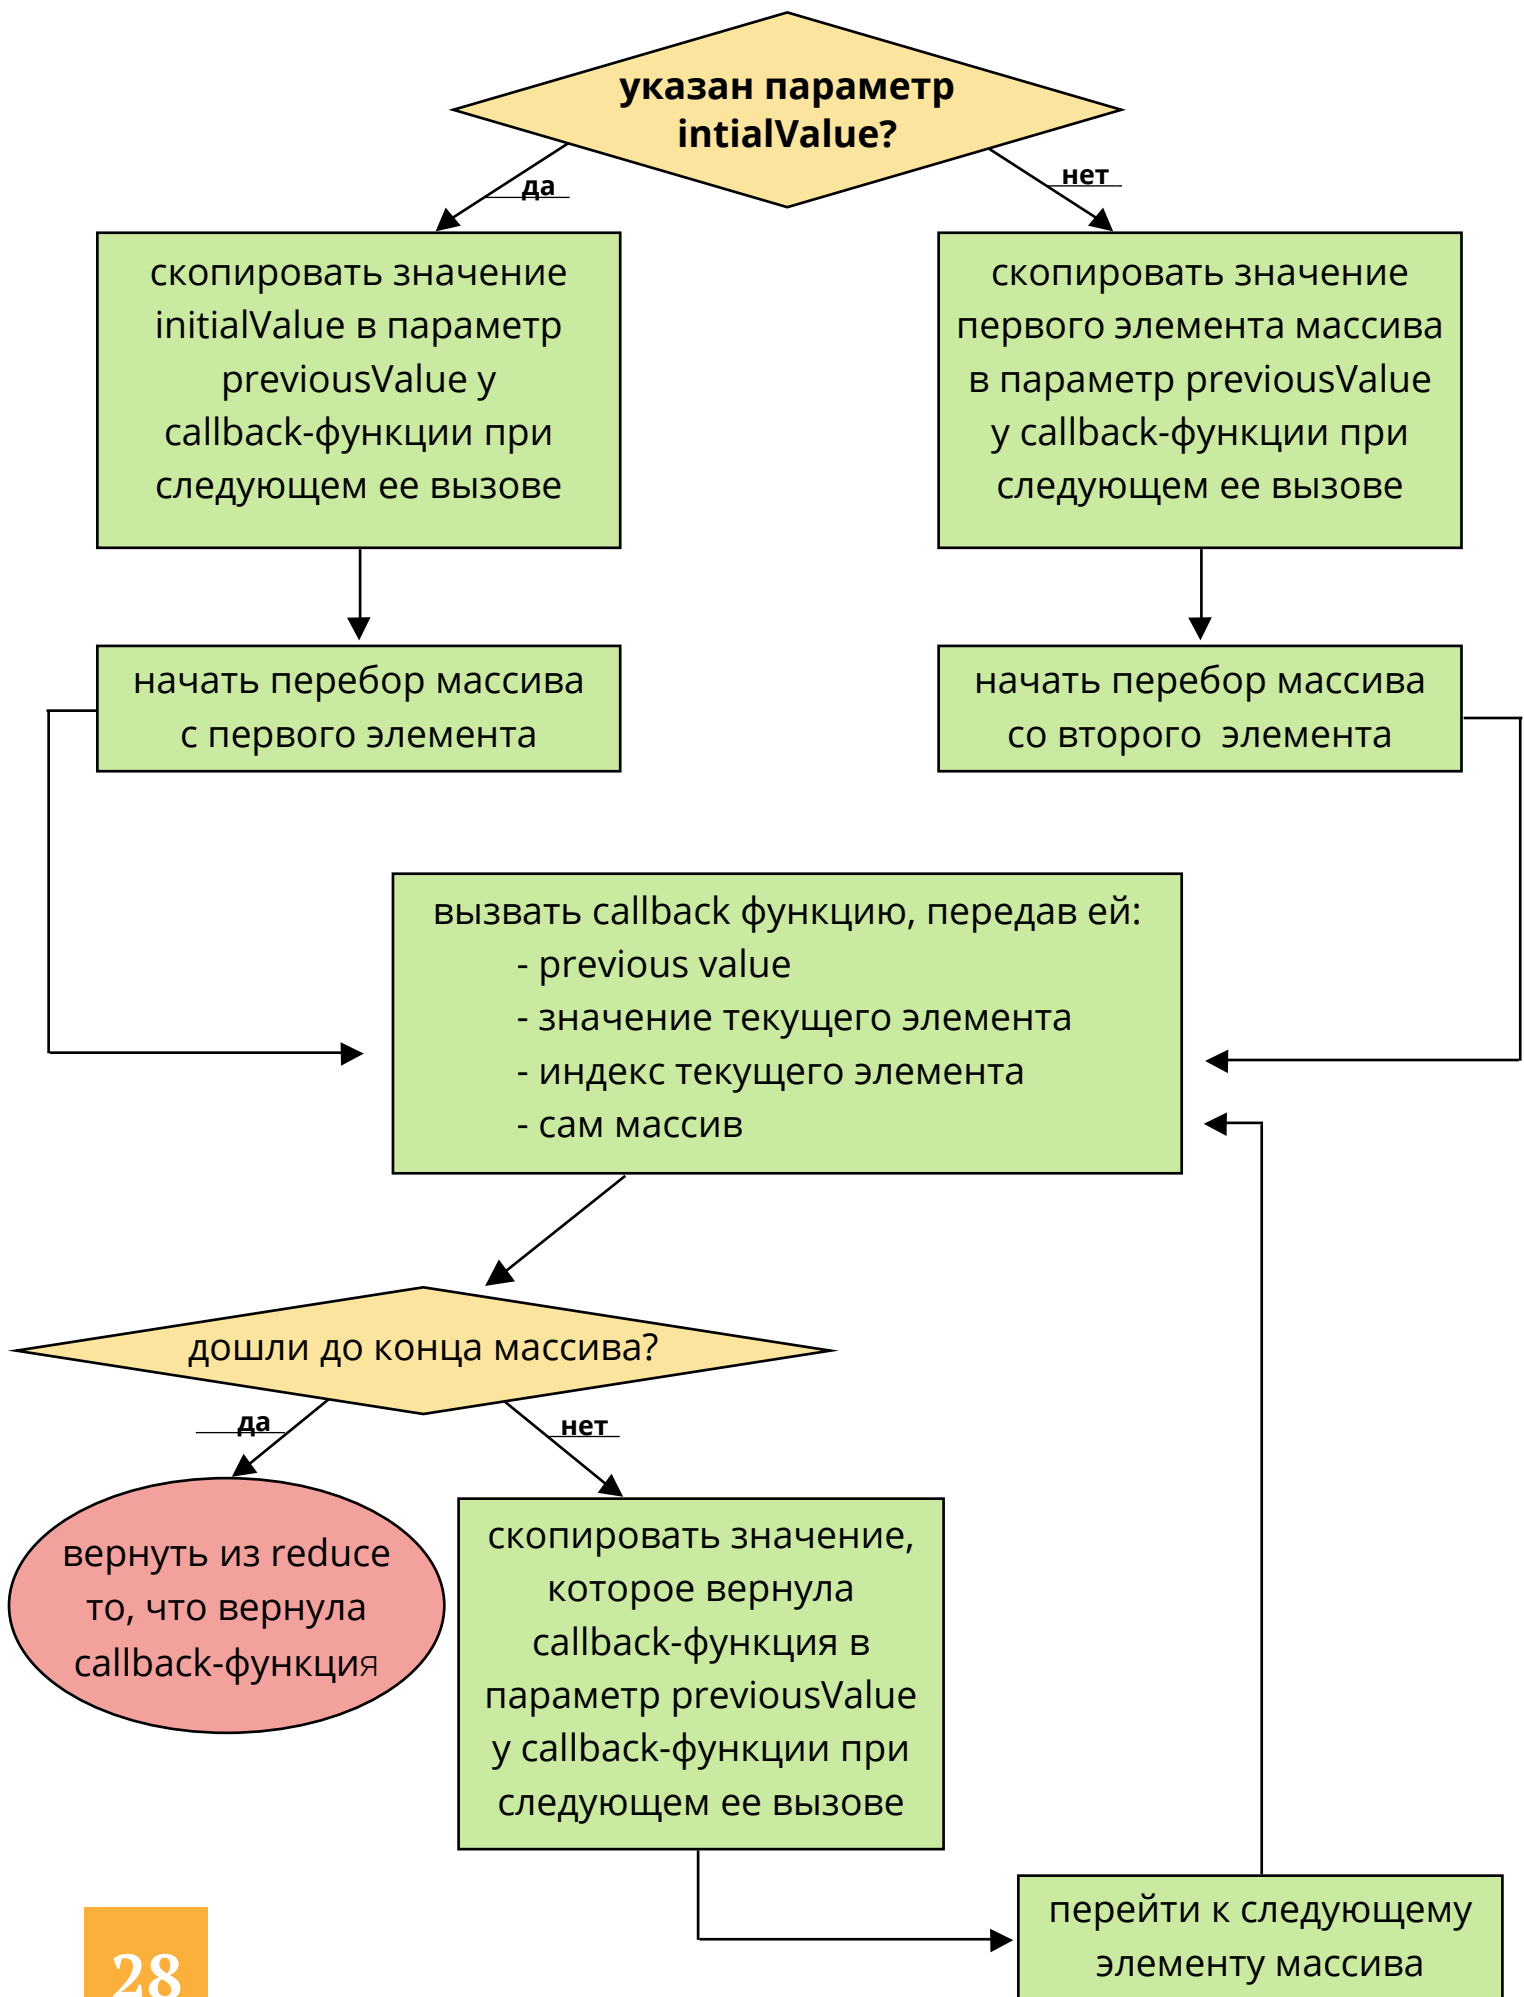 указан параметр
intialValue?
да
нет
скопировать значение
initialValue в параметр
previousValue у
callback-функции при
следующем ее вызове
скопировать значение
первого элемента массива
в параметр previousValue
у callback-функции при
следующем ее вызове
начать перебор массива
с первого элемента
начать перебор массива
со второго элемента
вызвать callback функцию, передав ей:
- previous value
- значение текущего элемента
- индекс текущего элемента
- сам массив
дошли до конца массива?
да
нет
вернуть из reduce
то, что вернула
callback-функция
скопировать значение,
которое вернула
callback-функция в
параметр previousValue
у callback-функции при
следующем ее вызове
перейти к следующему
элементу массива
28